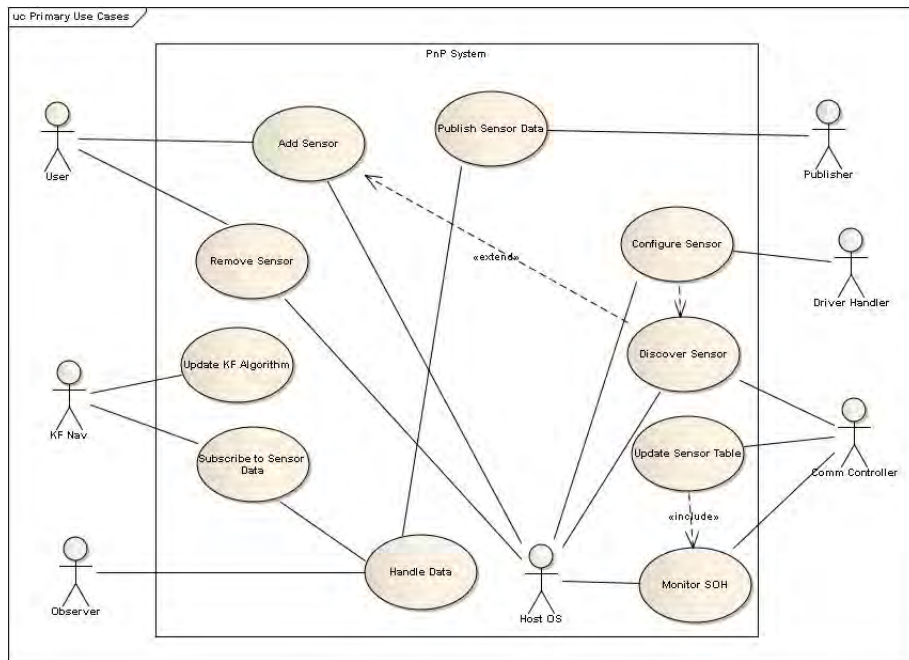 uc Primary Use Cases
PnP System
User
Add Sensor
Publish Sensor Data
Publisher
Remove Sensor
«extend»
Configure Sensor
Driver Handler
Update KF Algorithm
Discover Sensor
KF Nav
Subscribe to Sensor
Data
Update Sensor Table
Comm Controller
«include»
Observer
Handle Data
Host OS
Monitor SOH